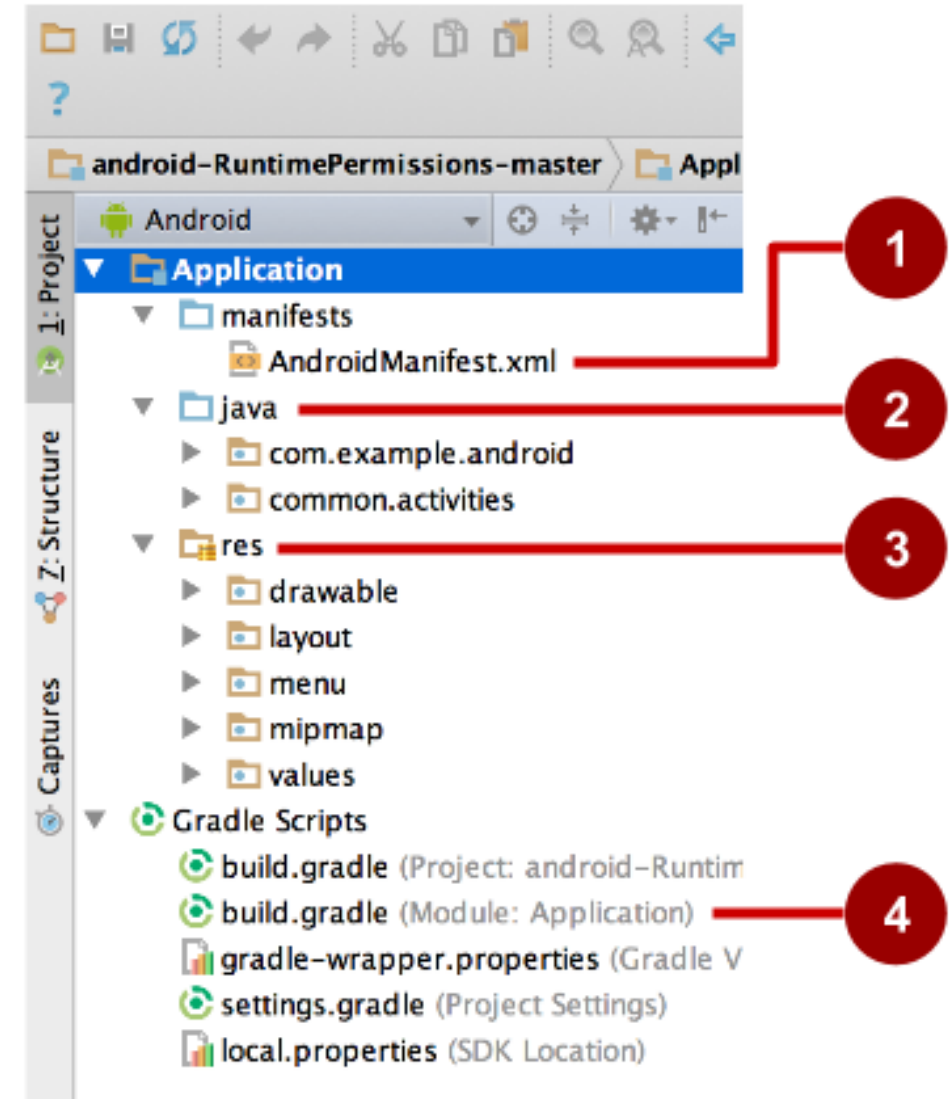 ?
android-RuntimePermissions-master Appl
1: Project
Android
Application
manifests
AndroidManifest.xml
1
java
2
com.example.android
common.activities
7: Structure
res
3
drawable
layout
menu
mipmap
values
Captures
Gradle Scripts
build.gradle (Project: android-Runtim
build.gradle (Module: Application)
4
gradle-wrapper.properties (Gradle V
settings.gradle (Project Settings)
local.properties (SDK Location)